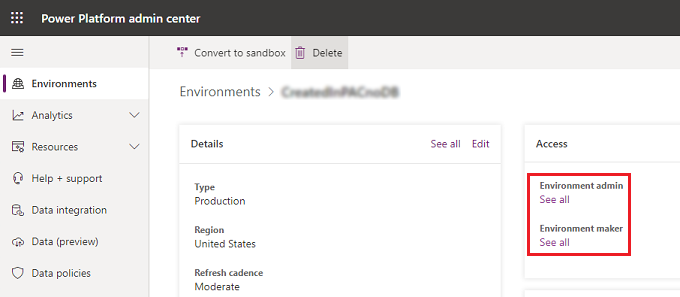 Power Platform admin center
Convert to sandbox Delete
Environments
Analytics
Resources
Help + support
Data integration
Data (preview)
Data policies
Environments >
Details See all Edit
Type
Production
Region
United States
Refresh cadence
Moderate
Access
Environment admin
See all
Environment maker
See all